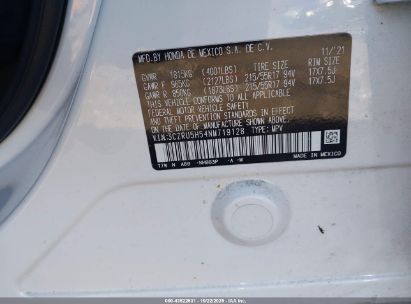 MFD.BY HONDA DE MEXICO S.A. DE C.V. 11/'21
GVWR 1815KG (4001LBS) TIRE SIZE RIM SIZE
GAWR F 965KG (2127LBS) 215/55R17 94V 17X7.5J
GAWR R 850KG (1873LBS) 215/55R17 94V 17X7.5J
THIS VEHICLE CONFORMS TO ALL APPLICABLE
FEDERAL MOTOR VEHICLE SAFETY AND THEFT PREVENTION
STANDARDS IN EFFECT ON THE DATE OF MANUFACTURE SHOWN ABOVE.
V.I.N:3CZRU5H54NM719128 TYPE: MPV
NH883P -A -M
MADE IN MEXICO